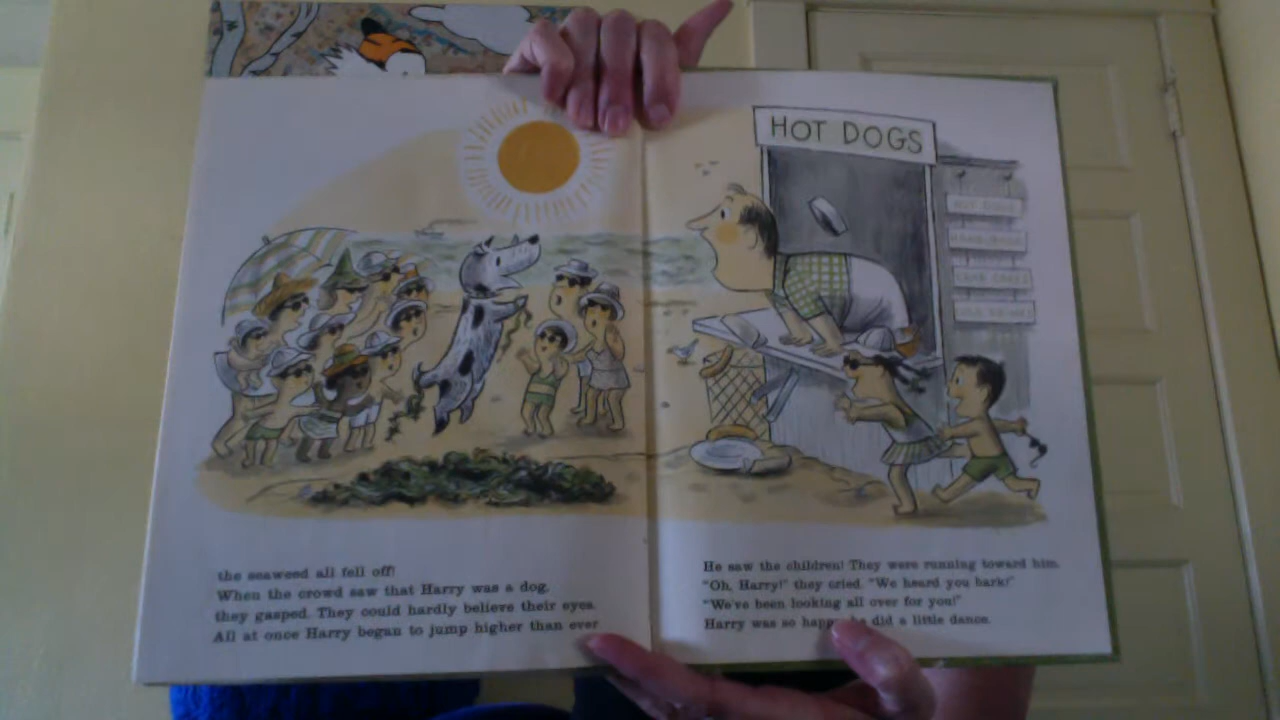 HOT DOGS
the seaweed all fell off!
When the crowd saw that Harry was a dog,
they gasped. They could hardly believe their eyes.
All at once Harry began to jump higher than ever
He saw the children! They were running toward him.
"Oh, Harry!" they cried. "We heard you bark!"
"We've been looking all over for you!"
Harry was so happy he did a little dance.